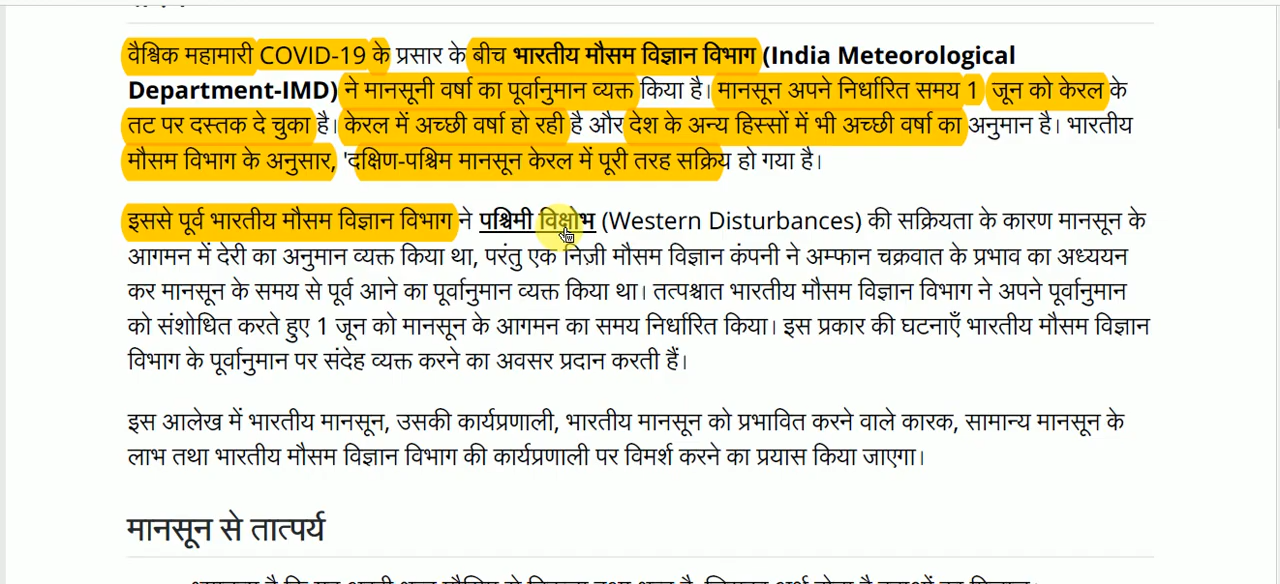 वैश्विक महामारी COVID-19 के प्रसार के बीच भारतीय मौसम विज्ञान विभाग (India Meteorological
Department-IMD) ने मानसूनी वर्षा का पूर्वानुमान व्यक्त किया है। मानसून अपने निर्धारित समय 1 जून को केरल के
तट पर दस्तक दे चुका है। केरल में अच्छी वर्षा हो रही है और देश के अन्य हिस्सों में भी अच्छी वर्षा का अनुमान है। भारतीय
मौसम विभाग के अनुसार, 'दक्षिण-पश्चिम मानसून केरल में पूरी तरह सक्रिय हो गया है।
इससे पूर्व भारतीय मौसम विज्ञान विभाग ने पश्चिमी विक्षोभ (Western Disturbances) की सक्रियता के कारण मानसून के
आगमन में देरी का अनुमान व्यक्त किया था, परंतु एक निज़ी मौसम विज्ञान कंपनी ने अम्फान चक्रवात के प्रभाव का अध्ययन
कर मानसून के समय से पूर्व आने का पूर्वानुमान व्यक्त किया था। तत्पश्चात भारतीय मौसम विज्ञान विभाग ने अपने पूर्वानुमान
को संशोधित करते हुए 1 जून को मानसून के आगमन का समय निर्धारित किया। इस प्रकार की घटनाएँ भारतीय मौसम विज्ञान
विभाग के पूर्वानुमान पर संदेह व्यक्त करने का अवसर प्रदान करती हैं।
इस आलेख में भारतीय मानसून, उसकी कार्यप्रणाली, भारतीय मानसून को प्रभावित करने वाले कारक, सामान्य मानसून के
लाभ तथा भारतीय मौसम विज्ञान विभाग की कार्यप्रणाली पर विमर्श करने का प्रयास किया जाएगा।
मानसून से तात्पर्य